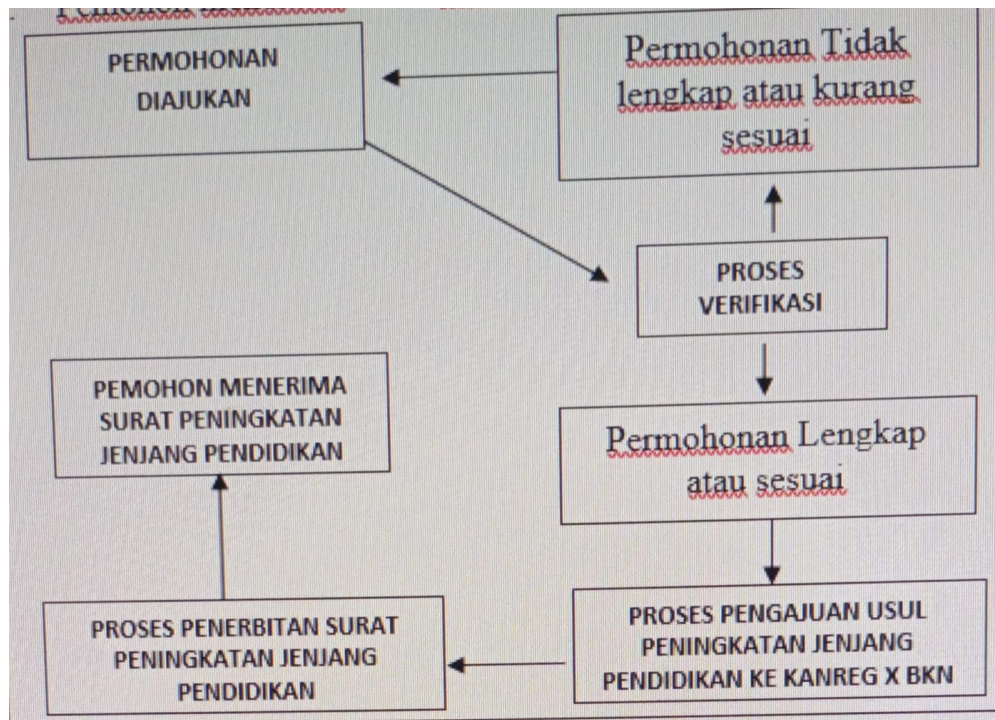 PERMOHONAN
DIAJUKAN
Permohonan Tidak
lengkap atau kurang
sesuai
PROSES
VERIFIKASI
PEMOHON MENERIMA
SURAT PENINGKATAN
JENJANG PENDIDIKAN
Permohonan Lengkap
atau sesuai
PROSES PENERBITAN SURAT
PENINGKATAN JENJANG
PENDIDIKAN
PROSES PENGAJUAN USUL
PENINGKATAN JENJANG
PENDIDIKAN KE KANREG X BKN